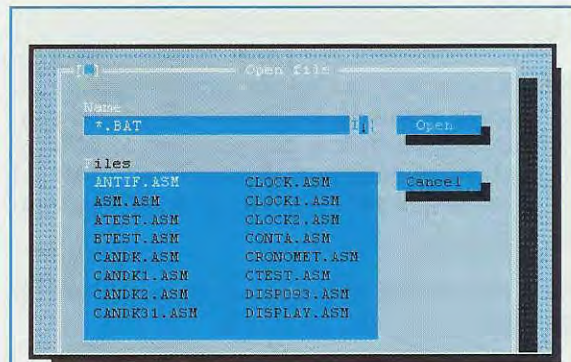 Open file
Name
*.BAT
Open
Files
Cancel
ANTIF.ASM CLOCK.ASM
ASM.ASM CLOCK1.ASM
ATEST.ASM CLOCK2.ASM
BTEST.ASM CONTA.ASM
CANDK.ASM CRONOMET.ASM
CANDK1.ASM CTEST.ASM
CANDK2.ASM DISPO93.ASM
CANDK31.ASM DISPLAY.ASM